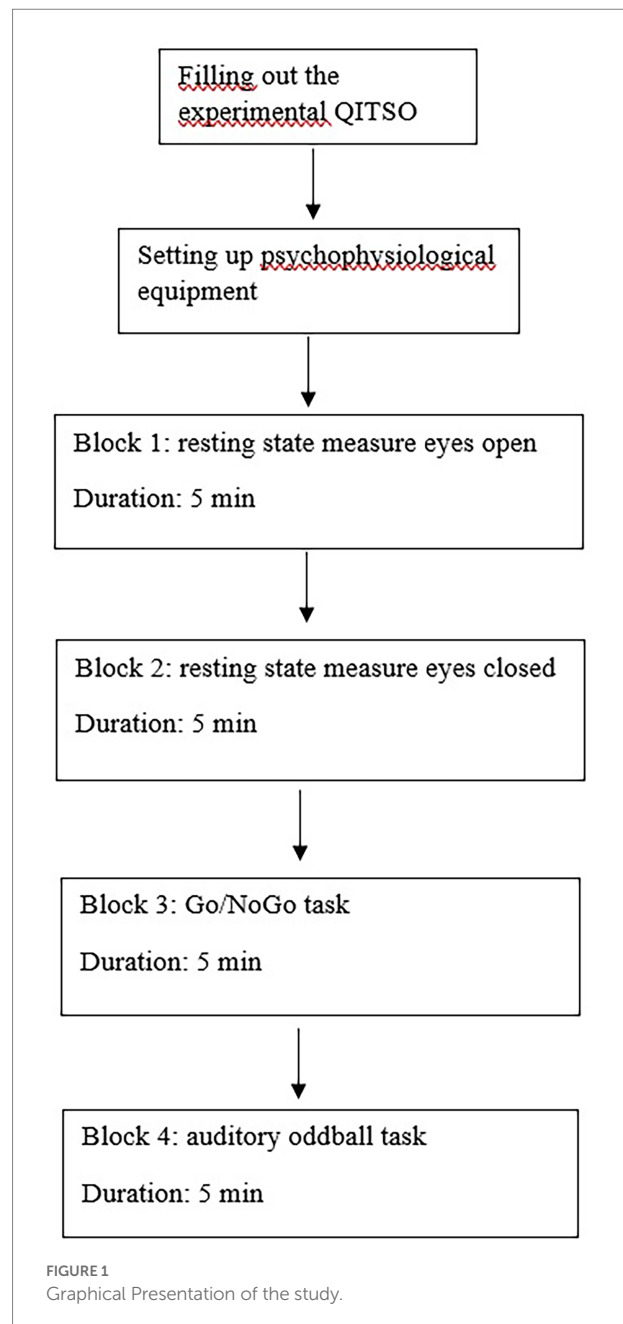 Filling out the
experimental QITSO
Setting up psychophysiological
equipment
Block 1: resting state measure eyes open
Duration: 5 min
Block 2: resting state measure eyes closed
Duration: 5 min
Block 3: Go/NoGo task
Duration: 5 min
Block 4: auditory oddball task
Duration: 5 min
FIGURE 1
Graphical Presentation of the study.